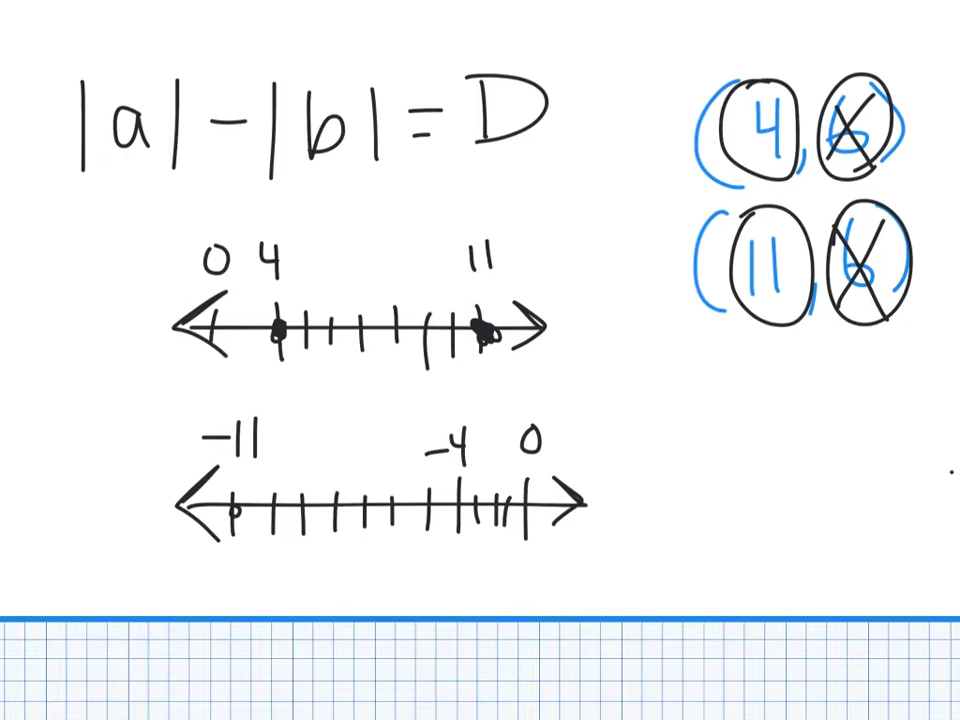 |a| - |b| = D
(4, 6)
(11, 6)
0 4 11
-11 -4 0